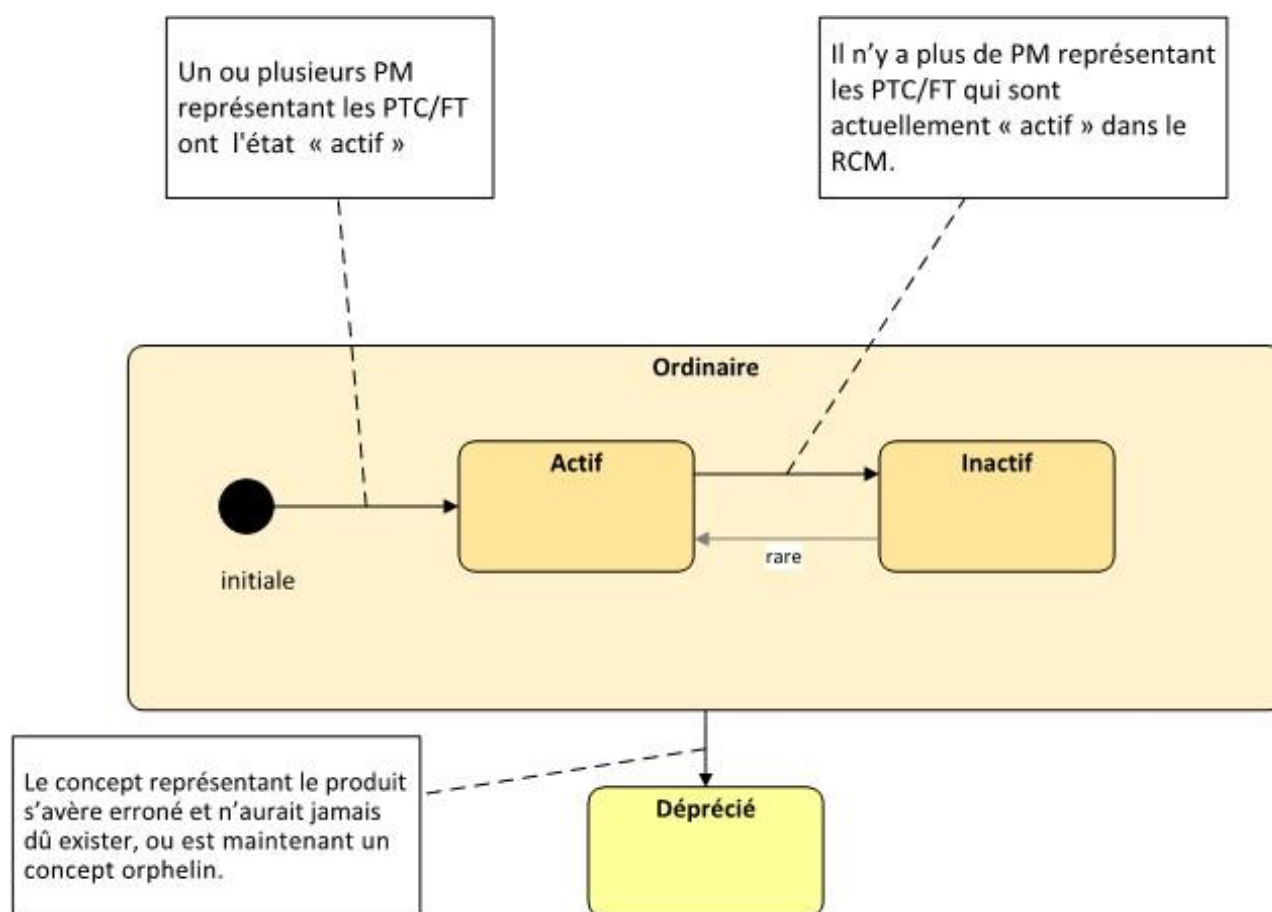 Un ou plusieurs PM
représentant les PTC/FT
ont l'état « actif »
Il n'y a plus de PM représentant
les PTC/FT qui sont
actuellement « actif » dans le
RCM.
Ordinaire
Actif
Inactif
initiale
rare
Le concept représentant le produit
s'avère erroné et n'aurait jamais
dû exister, ou est maintenant un
concept orphelin.
Déprécié